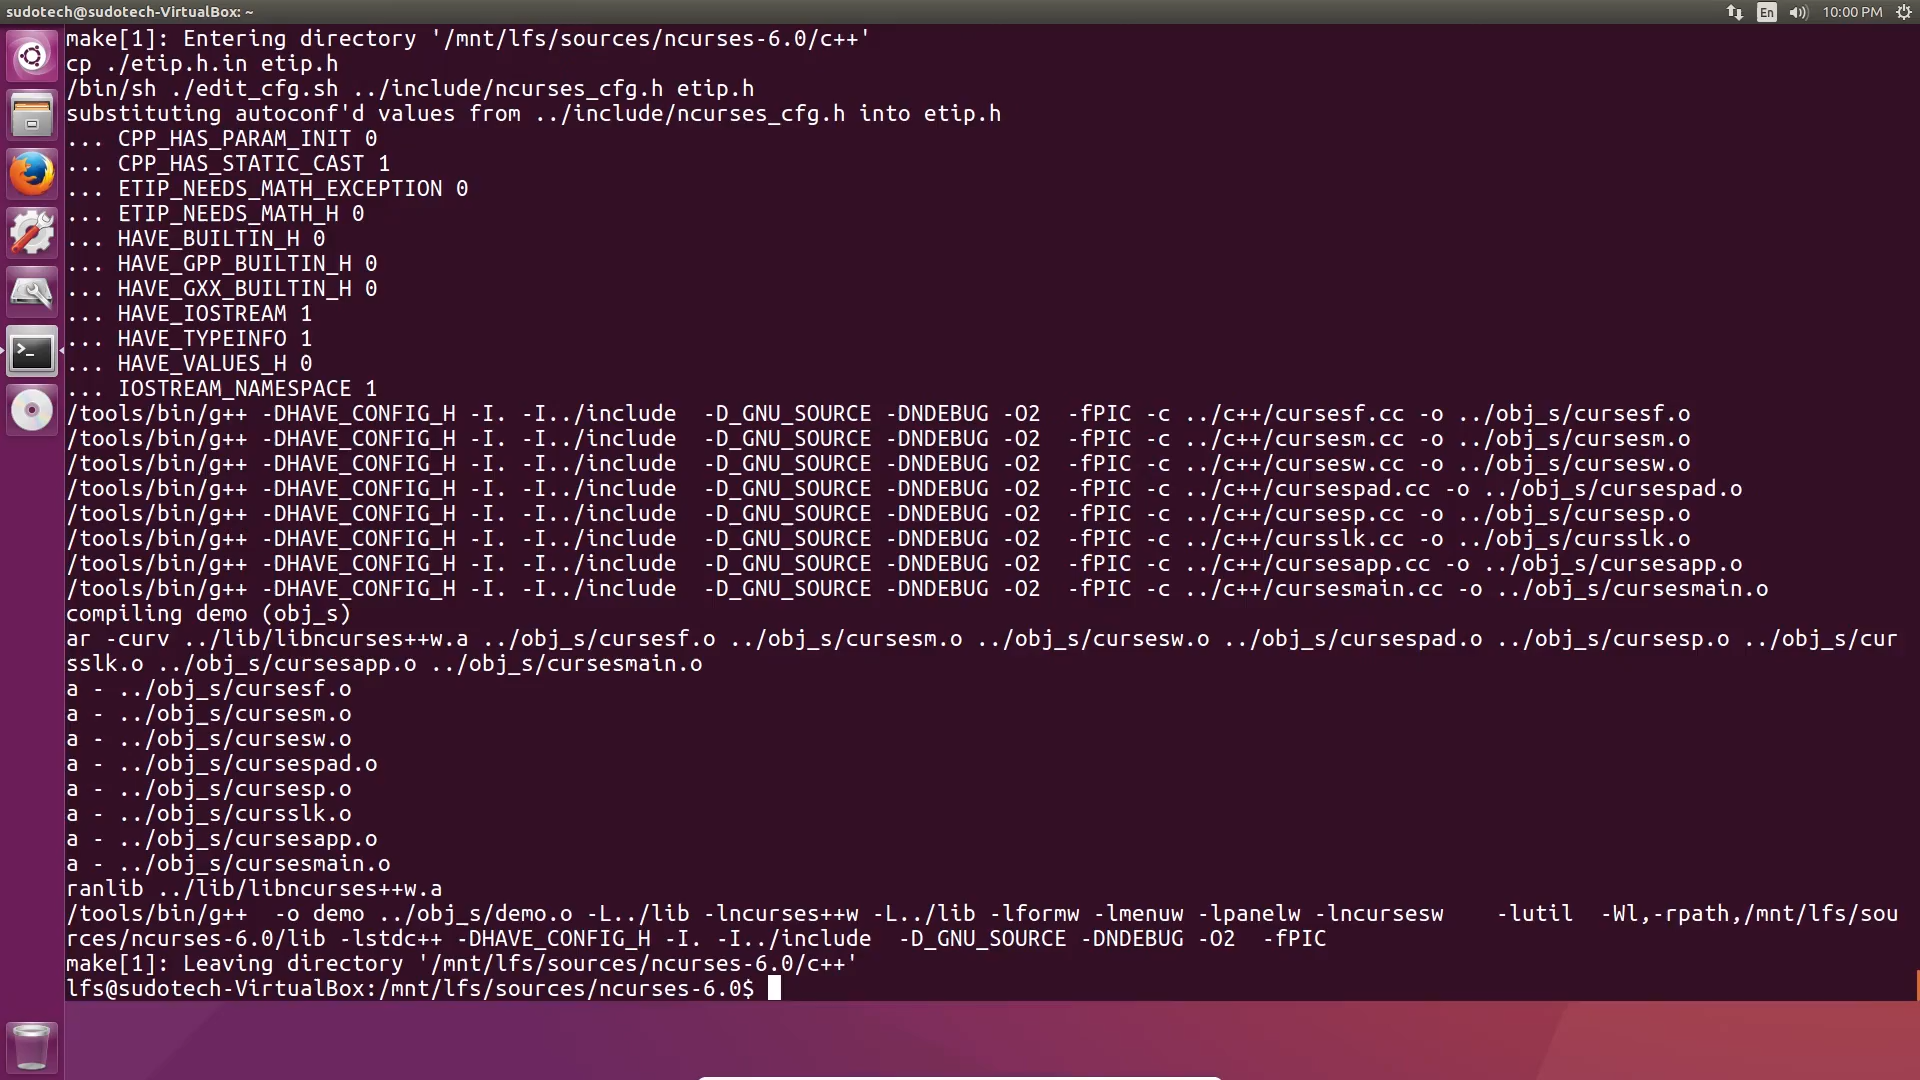 sudotech@sudotech-VirtualBox: ~
En
10:00 PM
make[1]: Entering directory '/mnt/lfs/sources/ncurses-6.0/c++'
cp ./etip.h.in etip.h
/bin/sh ./edit_cfg.sh ../include/ncurses_cfg.h etip.h
substituting autoconf'd values from ../include/ncurses_cfg.h into etip.h
... CPP_HAS_PARAM_INIT 0
... CPP_HAS_STATIC_CAST 1
... ETIP_NEEDS_MATH_EXCEPTION 0
... ETIP_NEEDS_MATH_H 0
... HAVE_BUILTIN_H 0
... HAVE_GPP_BUILTIN_H 0
... HAVE_GXX_BUILTIN_H 0
... HAVE_IOSTREAM 1
... HAVE_TYPEINFO 1
... HAVE_VALUES_H 0
... IOSTREAM_NAMESPACE 1
/tools/bin/g++ -DHAVE_CONFIG_H -I. -I../include  -D_GNU_SOURCE -DNDEBUG -O2  -fPIC -c ../c++/cursesf.cc -o ../obj_s/cursesf.o
/tools/bin/g++ -DHAVE_CONFIG_H -I. -I../include  -D_GNU_SOURCE -DNDEBUG -O2  -fPIC -c ../c++/cursesm.cc -o ../obj_s/cursesm.o
/tools/bin/g++ -DHAVE_CONFIG_H -I. -I../include  -D_GNU_SOURCE -DNDEBUG -O2  -fPIC -c ../c++/cursesw.cc -o ../obj_s/cursesw.o
/tools/bin/g++ -DHAVE_CONFIG_H -I. -I../include  -D_GNU_SOURCE -DNDEBUG -O2  -fPIC -c ../c++/cursespad.cc -o ../obj_s/cursespad.o
/tools/bin/g++ -DHAVE_CONFIG_H -I. -I../include  -D_GNU_SOURCE -DNDEBUG -O2  -fPIC -c ../c++/cursesp.cc -o ../obj_s/cursesp.o
/tools/bin/g++ -DHAVE_CONFIG_H -I. -I../include  -D_GNU_SOURCE -DNDEBUG -O2  -fPIC -c ../c++/cursslk.cc -o ../obj_s/cursslk.o
/tools/bin/g++ -DHAVE_CONFIG_H -I. -I../include  -D_GNU_SOURCE -DNDEBUG -O2  -fPIC -c ../c++/cursesapp.cc -o ../obj_s/cursesapp.o
/tools/bin/g++ -DHAVE_CONFIG_H -I. -I../include  -D_GNU_SOURCE -DNDEBUG -O2  -fPIC -c ../c++/cursesmain.cc -o ../obj_s/cursesmain.o
compiling demo (obj_s)
ar -curv ../lib/libncurses++w.a ../obj_s/cursesf.o ../obj_s/cursesm.o ../obj_s/cursesw.o ../obj_s/cursespad.o ../obj_s/cursesp.o ../obj_s/cur
sslk.o ../obj_s/cursesapp.o ../obj_s/cursesmain.o
a - ../obj_s/cursesf.o
a - ../obj_s/cursesm.o
a - ../obj_s/cursesw.o
a - ../obj_s/cursespad.o
a - ../obj_s/cursesp.o
a - ../obj_s/cursslk.o
a - ../obj_s/cursesapp.o
a - ../obj_s/cursesmain.o
ranlib ../lib/libncurses++w.a
/tools/bin/g++  -o demo ../obj_s/demo.o -L../lib -lncurses++w -L../lib -lformw -lmenuw -lpanelw -lncursesw    -lutil  -Wl,-rpath,/mnt/lfs/sou
rces/ncurses-6.0/lib -lstdc++ -DHAVE_CONFIG_H -I. -I../include  -D_GNU_SOURCE -DNDEBUG -O2  -fPIC
make[1]: Leaving directory '/mnt/lfs/sources/ncurses-6.0/c++'
lfs@sudotech-VirtualBox:/mnt/lfs/sources/ncurses-6.0$